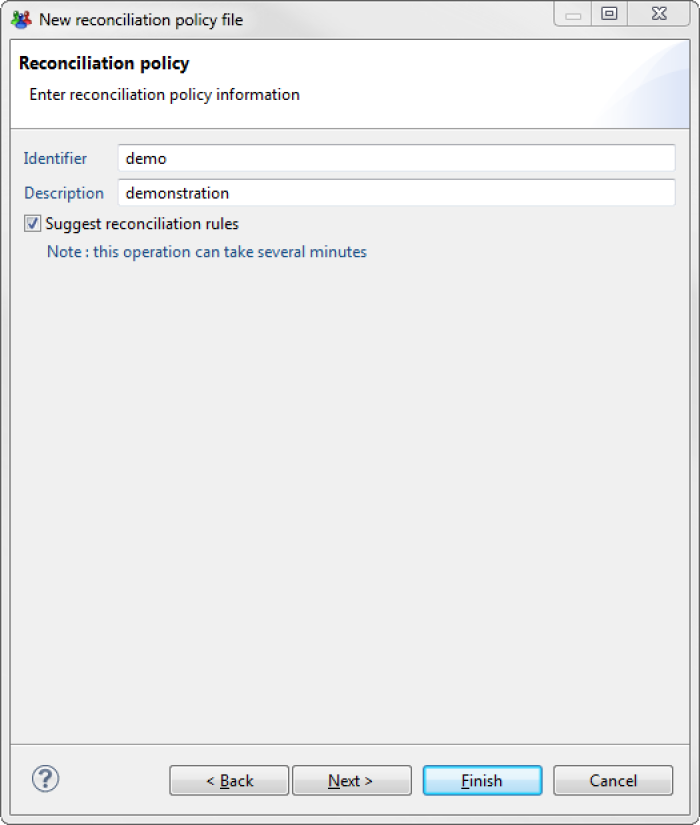 New reconciliation policy file
Reconciliation policy
Enter reconciliation policy information
Identifier demo
Description demonstration
Suggest reconciliation rules
Note : this operation can take several minutes
? < Back Next > Finish Cancel